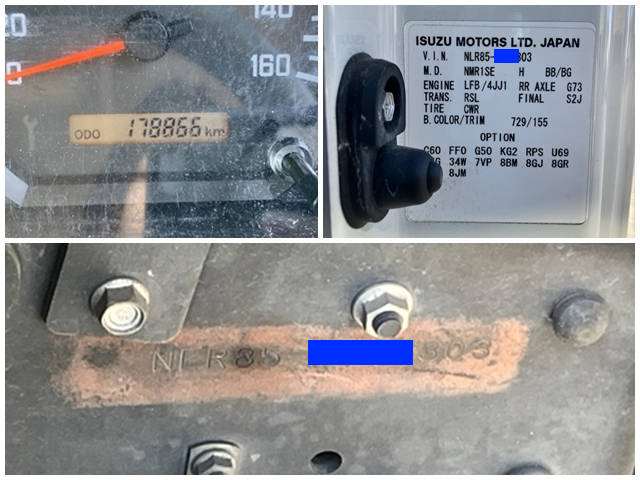 140
160
ODO 178866 km
ISUZU MOTORS LTD. JAPAN
V.I.N. NLR85- 303
M.D. NMR1SE H BB/BG
ENGINE LFB/4JJ1 RR AXLE G73
TRANS. RSL FINAL S2J
TIRE CWR
B.COLOR/TRIM 729/155
OPTION
C60 FF0 G50 KG2 RPS U69
34W 7VP 8BM 8GJ 8GR
8JM
NLR85 303